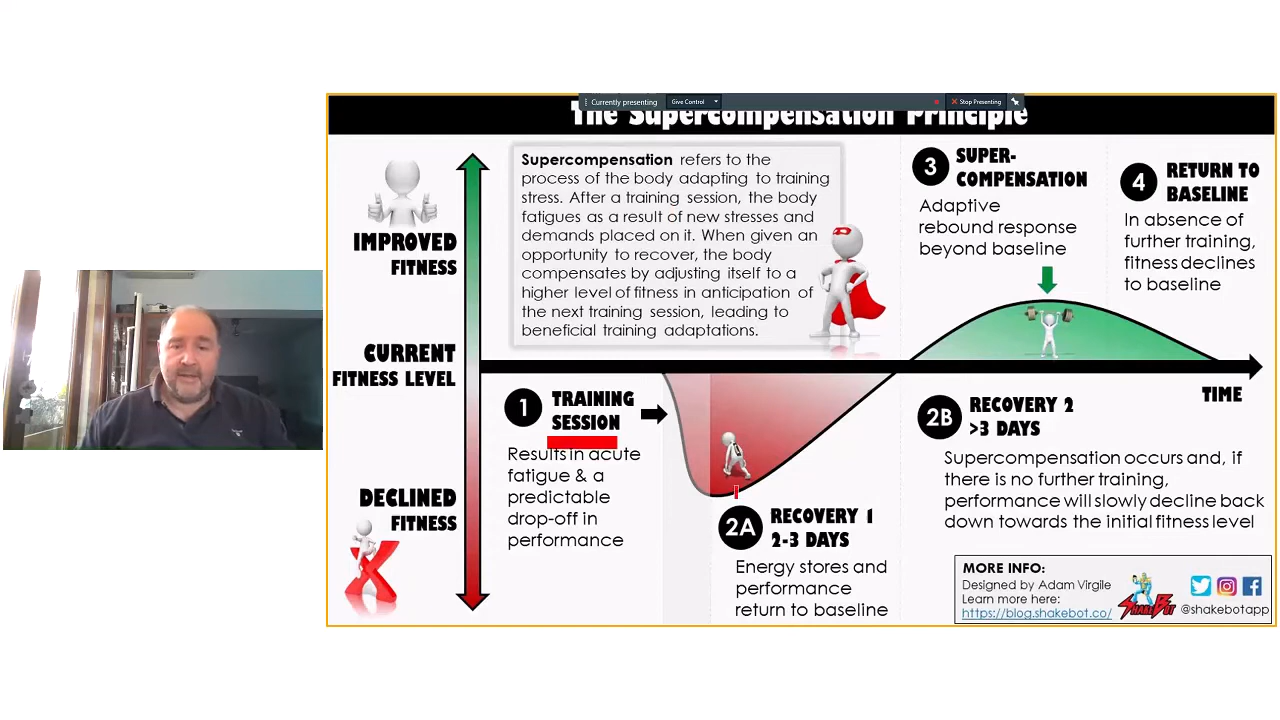 Currently presenting
Give Control
Stop Presenting
The Supercompensation Principle
IMPROVED
FITNESS
CURRENT
FITNESS LEVEL
DECLINED
FITNESS
Supercompensation refers to the
process of the body adapting to training
stress. After a training session, the body
fatigues as a result of new stresses and
demands placed on it. When given an
opportunity to recover, the body
compensates by adjusting itself to a
higher level of fitness in anticipation of
the next training session, leading to
beneficial training adaptations.
1 TRAINING
SESSION
Results in acute
fatigue & a
predictable
drop-off in
performance
2A RECOVERY 1
2-3 DAYS
Energy stores and
performance
return to baseline
3 SUPER-
COMPENSATION
Adaptive
rebound response
beyond baseline
4 RETURN TO
BASELINE
In absence of
further training,
fitness declines
to baseline
TIME
2B RECOVERY 2
>3 DAYS
Supercompensation occurs and, if
there is no further training,
performance will slowly decline back
down towards the initial fitness level
MORE INFO:
Designed by Adam Virgile
Learn more here:
https://blog.shakebot.co/
SHAKEBOT
@shakebotapp